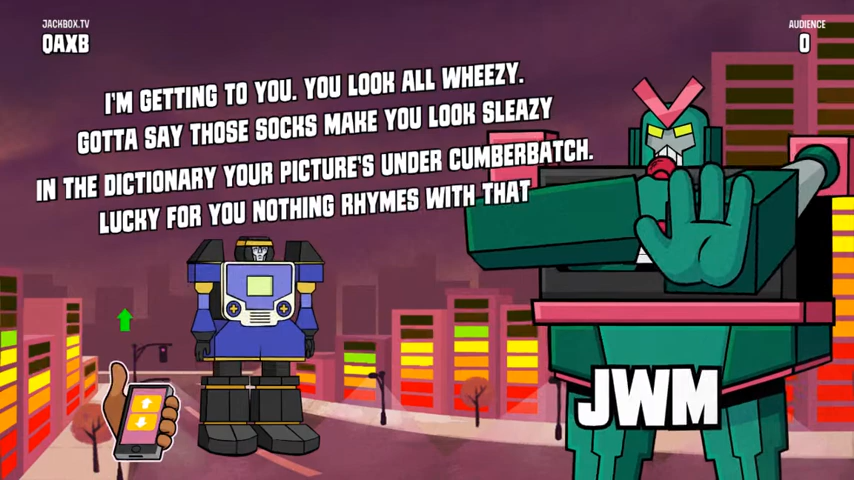 JACKBOX.TV
QAXB
AUDIENCE
0
I'M GETTING TO YOU. YOU LOOK ALL WHEEZY.
GOTTA SAY THOSE SOCKS MAKE YOU LOOK SLEAZY
IN THE DICTIONARY YOUR PICTURE'S UNDER CUMBERBATCH.
LUCKY FOR YOU NOTHING RHYMES WITH THAT
JWM